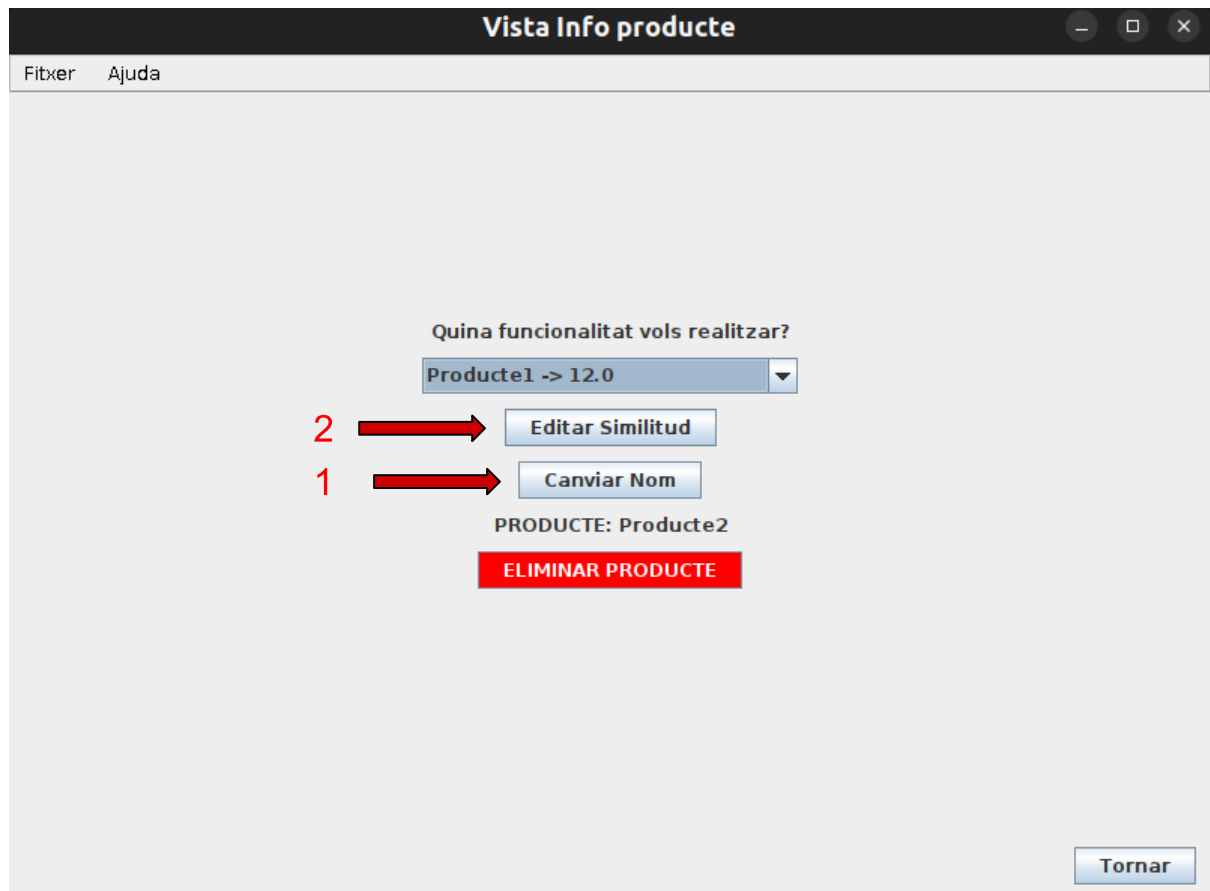 Vista Info producte
Fitxer Ajuda
Quina funcionalitat vols realitzar?
Producte1 -> 12.0
2 Editar Similitud
1 Canviar Nom
PRODUCTE: Producte2
ELIMINAR PRODUCTE
Tornar